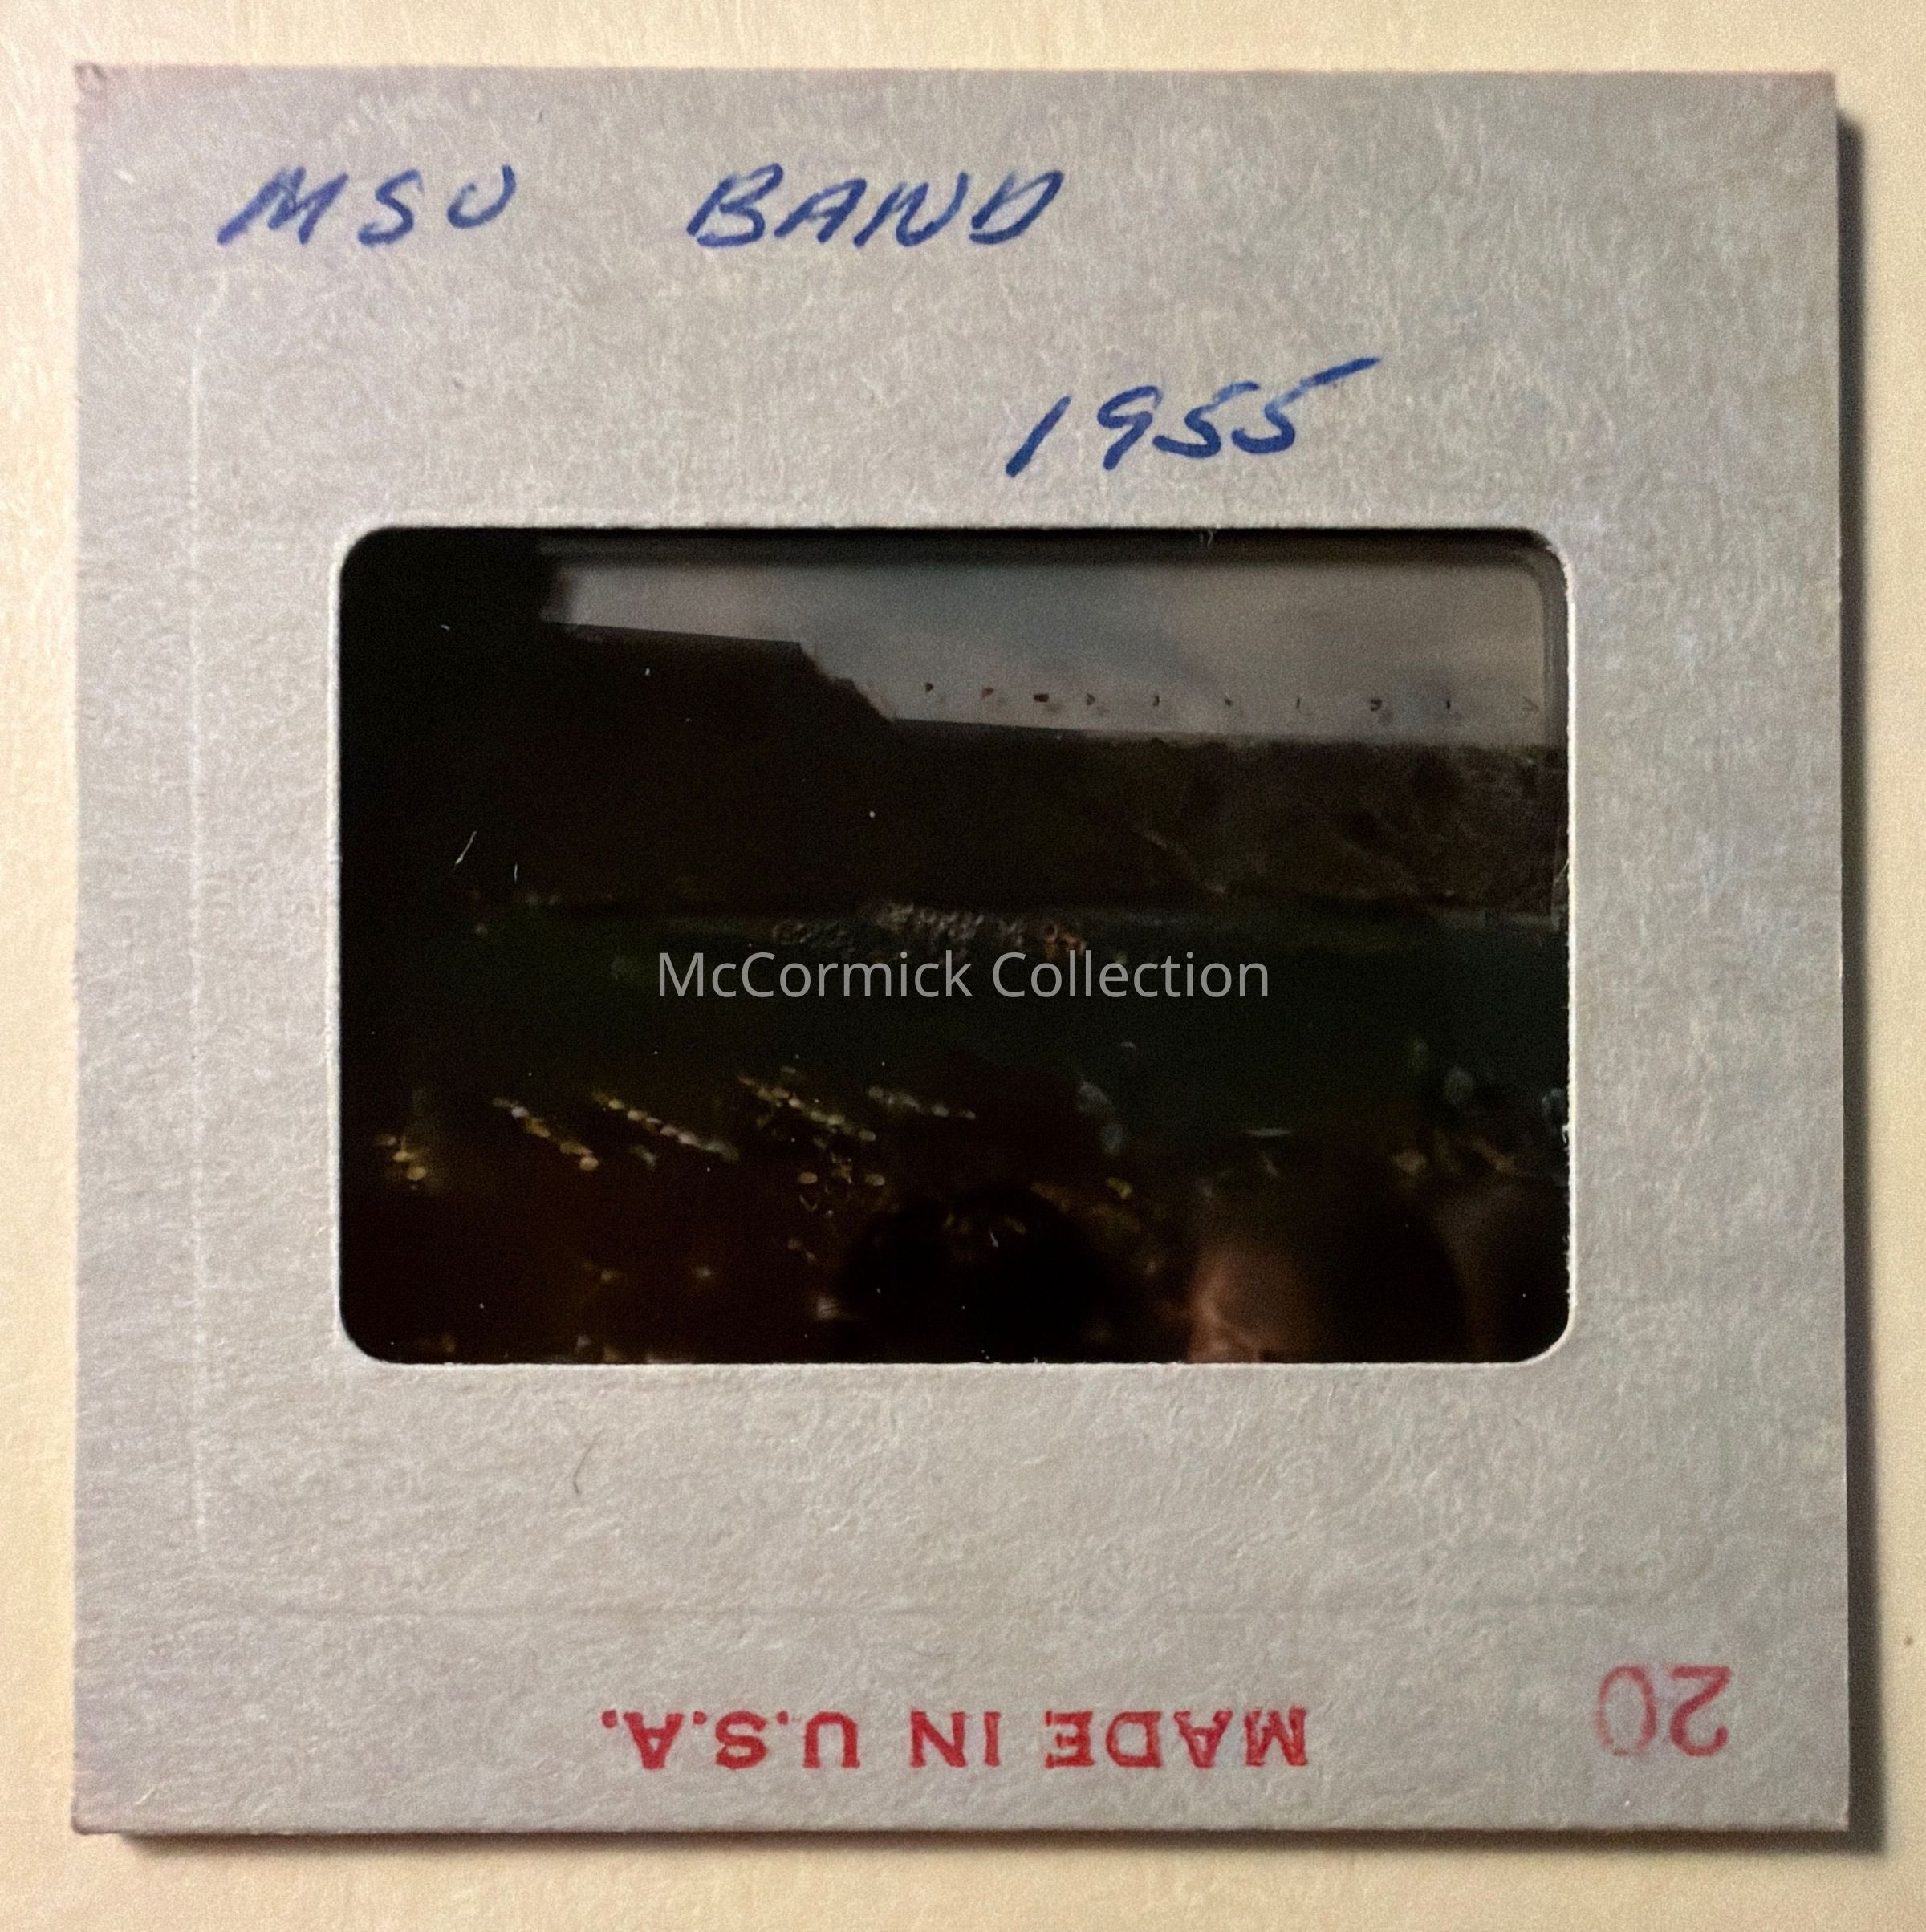 MSU BAND
1955
McCormick Collection
MADE IN U.S.A.
20